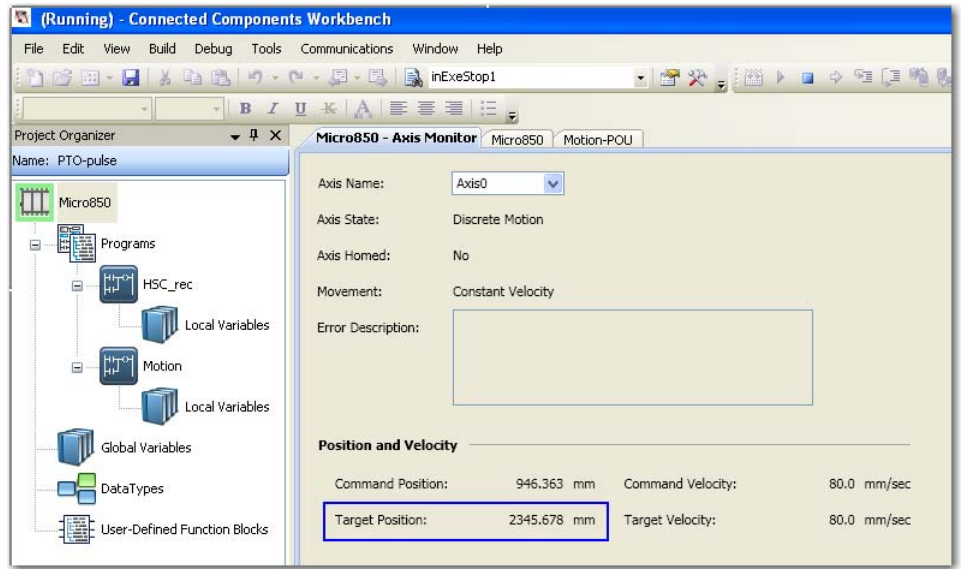 (Running) - Connected Components Workbench
File Edit View Build Debug Tools Communications Window Help
inExeStop1
B I U A
Project Organizer
Name: PTO-pulse
Micro850
Programs
HSC_rec
Local Variables
Motion
Local Variables
Global Variables
DataTypes
User-Defined Function Blocks
Micro850 - Axis Monitor Micro850 Motion-POU
Axis Name: Axis0
Axis State: Discrete Motion
Axis Homed: No
Movement: Constant Velocity
Error Description:
Position and Velocity
Command Position: 946.363 mm Command Velocity: 80.0 mm/sec
Target Position: 2345.678 mm Target Velocity: 80.0 mm/sec